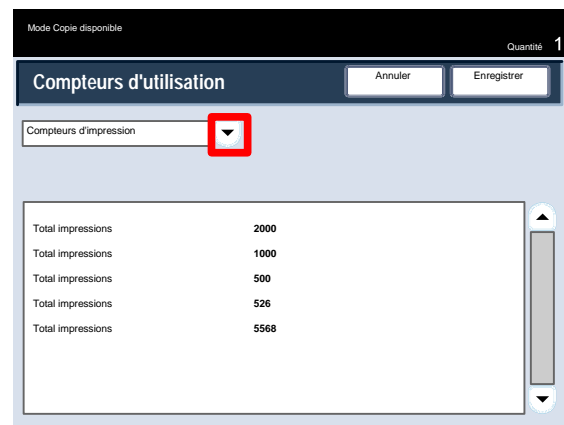 Mode Copie disponible
Quantité 1
Compteurs d'utilisation Annuler Enregistrer
Compteurs d'impression
Total impressions 2000
Total impressions 1000
Total impressions 500
Total impressions 526
Total impressions 5568